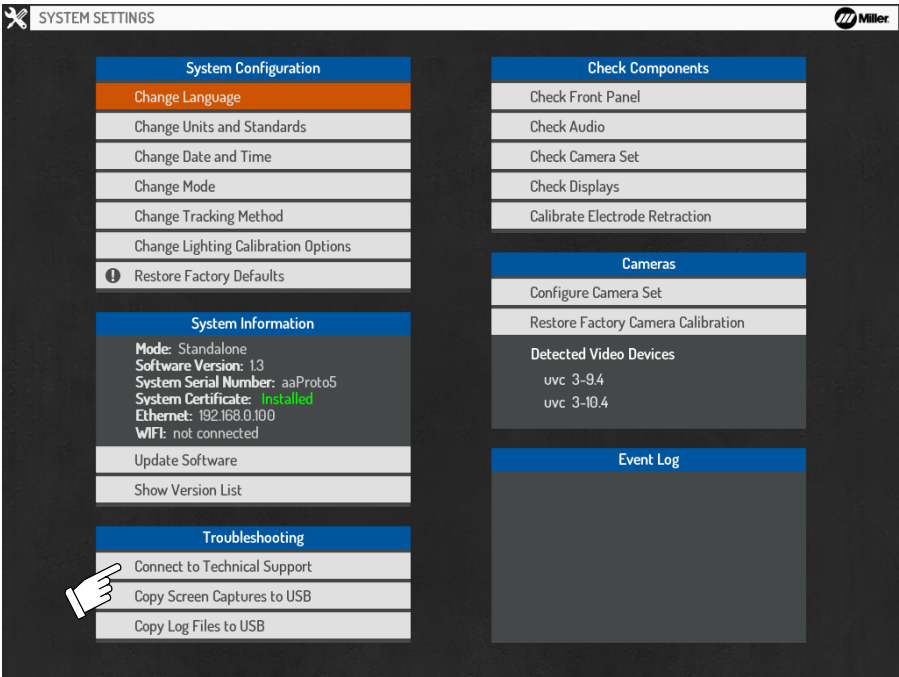 SYSTEM SETTINGS
Miller.
System Configuration
Change Language
Change Units and Standards
Change Date and Time
Change Mode
Change Tracking Method
Change Lighting Calibration Options
Restore Factory Defaults
System Information
Mode: Standalone
Software Version: 1.3
System Serial Number: aaProto5
System Certificate: Installed
Ethernet: 192.168.0.100
WIFI: not connected
Update Software
Show Version List
Troubleshooting
Connect to Technical Support
Copy Screen Captures to USB
Copy Log Files to USB
Check Components
Check Front Panel
Check Audio
Check Camera Set
Check Displays
Calibrate Electrode Retraction
Cameras
Configure Camera Set
Restore Factory Camera Calibration
Detected Video Devices
uvc 3-9.4
uvc 3-10.4
Event Log